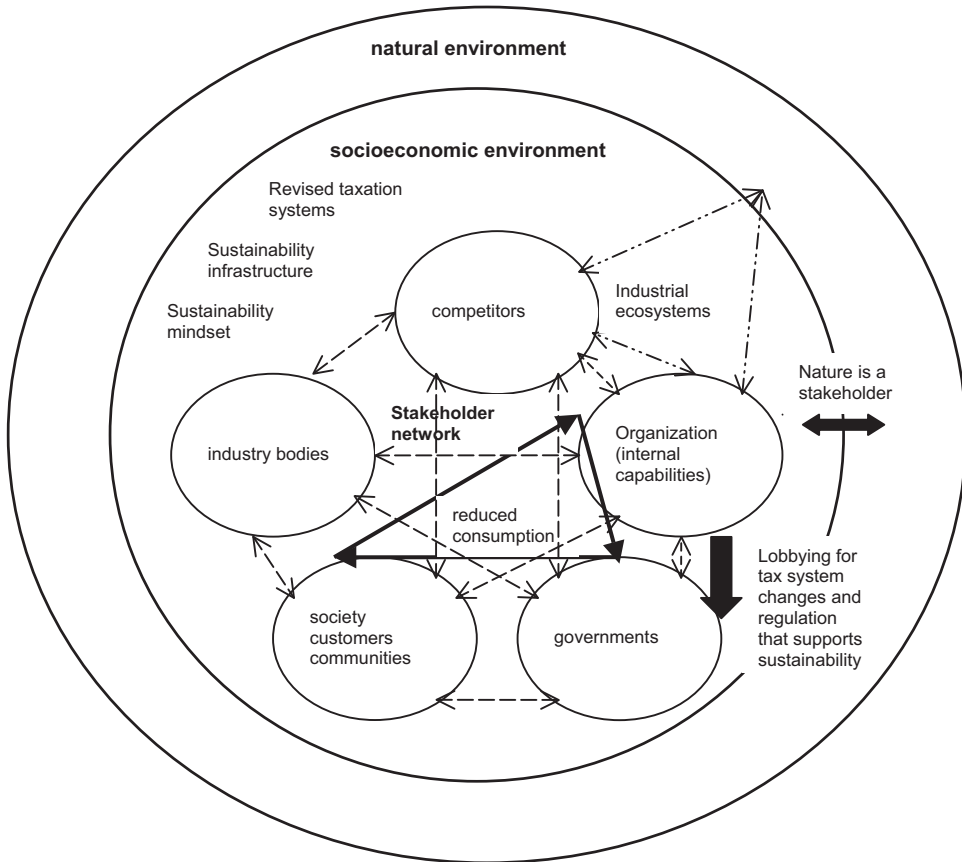 natural environment
socioeconomic environment
Revised taxation
systems
Sustainability
infrastructure
Sustainability
mindset
competitors
Industrial
ecosystems
Nature is a
stakeholder
Stakeholder
network
industry bodies
Organization
(internal
capabilities)
reduced
consumption
society
customers
communities
governments
Lobbying for
tax system
changes and
regulation
that supports
sustainability